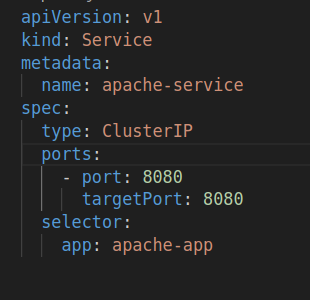 apiVersion: v1
kind: Service
metadata:
  name: apache-service
spec:
  type: ClusterIP
  ports:
    - port: 8080
      targetPort: 8080
  selector:
    app: apache-app